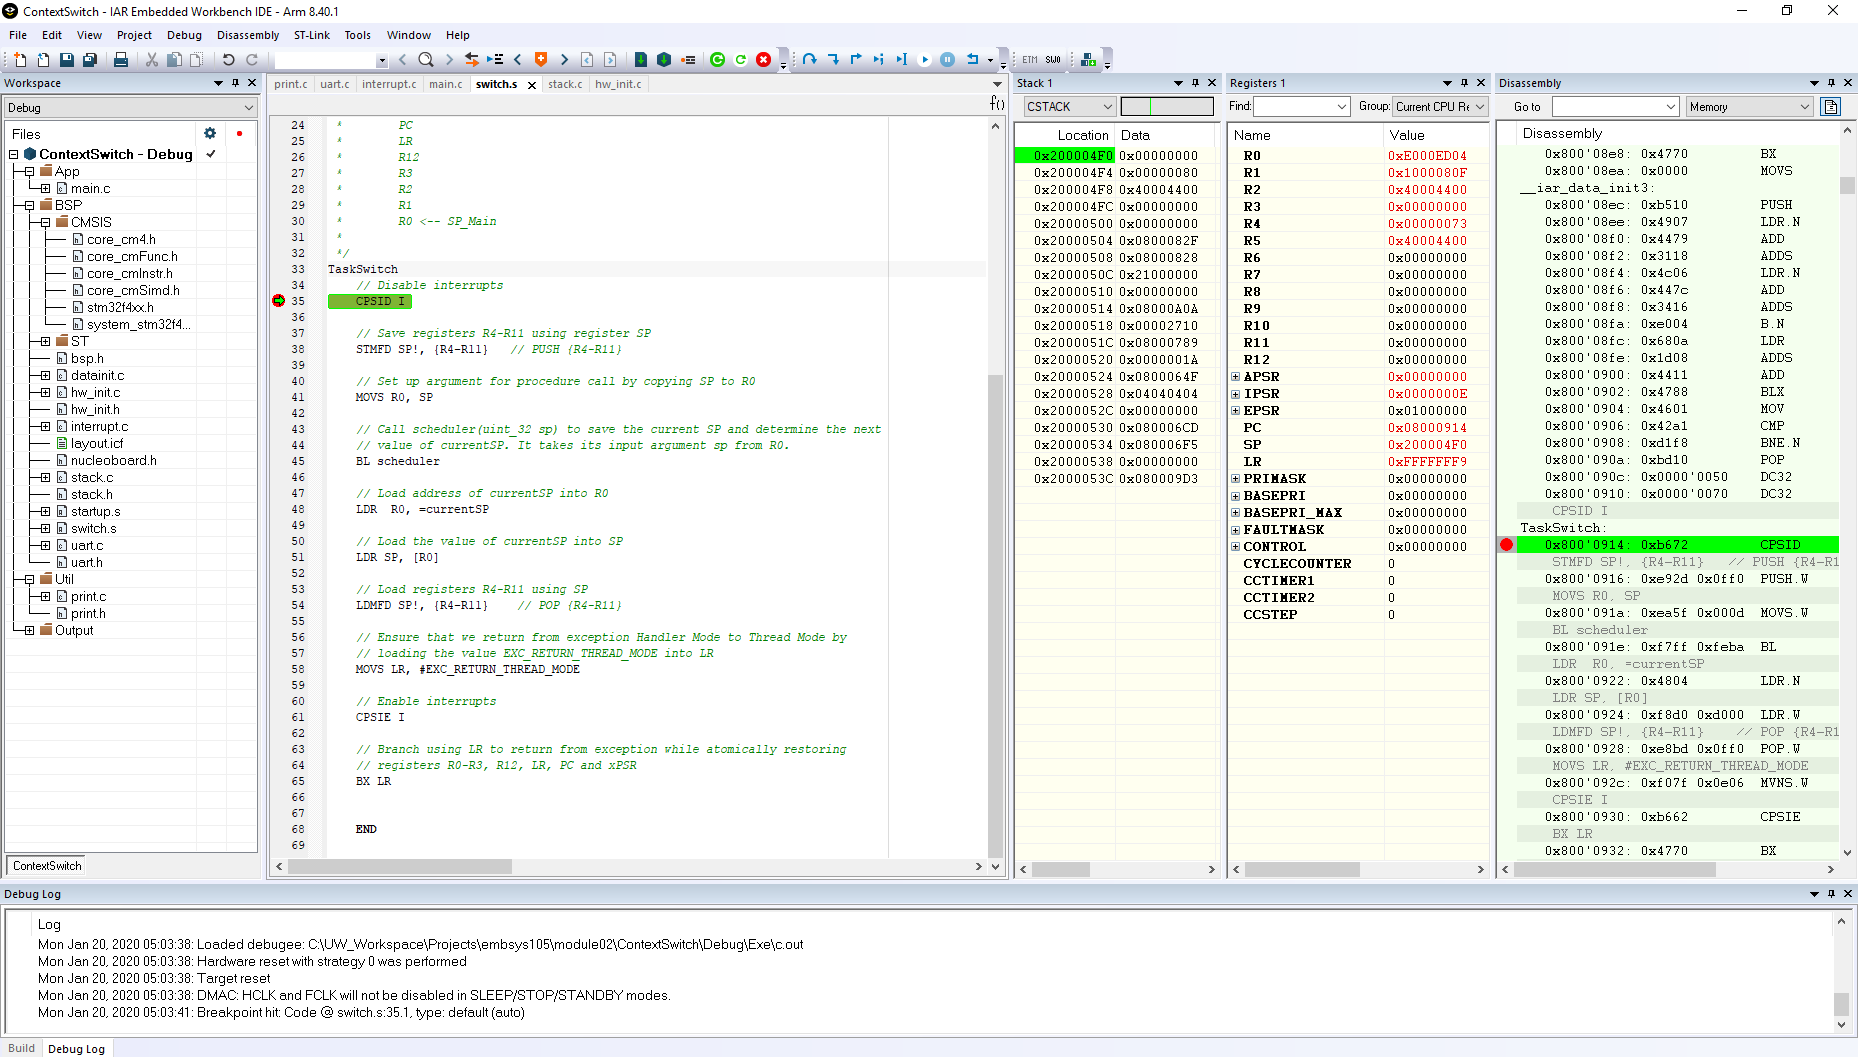 ContextSwitch - IAR Embedded Workbench IDE - Arm 8.40.1
File Edit View Project Debug Disassembly ST-Link Tools Window Help
ETM SWO
Workspace
Debug
Files
ContextSwitch - Debug
App
main.c
BSP
CMSIS
core_cm4.h
core_cmFunc.h
core_cmInstr.h
core_cmSimd.h
stm32f4xx.h
system_stm32f4...
ST
bsp.h
datainit.c
hw_init.c
hw_init.h
interrupt.c
layout.icf
nucleoboard.h
stack.c
stack.h
startup.s
switch.s
uart.c
uart.h
Util
print.c
print.h
Output
ContextSwitch
print.c uart.c interrupt.c main.c switch.s stack.c hw_init.c
f()
24 * PC
25 * LR
26 * R12
27 * R3
28 * R2
29 * R1
30 * R0 <-- SP_Main
31 *
32 */
33 TaskSwitch
34 // Disable interrupts
35 CPSID I
36
37 // Save registers R4-R11 using register SP
38 STMFD SP!, {R4-R11} // PUSH {R4-R11}
39
40 // Set up argument for procedure call by copying SP to R0
41 MOVS R0, SP
42
43 // Call scheduler(uint_32 sp) to save the current SP and determine the next
44 // value of currentSP. It takes its input argument sp from R0.
45 BL scheduler
46
47 // Load address of currentSP into R0
48 LDR R0, =currentSP
49
50 // Load the value of currentSP into SP
51 LDR SP, [R0]
52
53 // Load registers R4-R11 using SP
54 LDMFD SP!, {R4-R11} // POP {R4-R11}
55
56 // Ensure that we return from exception Handler Mode to Thread Mode by
57 // loading the value EXC_RETURN_THREAD_MODE into LR
58 MOVS LR, #EXC_RETURN_THREAD_MODE
59
60 // Enable interrupts
61 CPSIE I
62
63 // Branch using LR to return from exception while atomically restoring
64 // registers R0-R3, R12, LR, PC and xPSR
65 BX LR
66
67
68 END
69
Stack 1
CSTACK
Location Data
0x200004F0 0x00000000
0x200004F4 0x00000080
0x200004F8 0x40004400
0x200004FC 0x00000000
0x20000500 0x00000000
0x20000504 0x0800082F
0x20000508 0x08000828
0x2000050C 0x21000000
0x20000510 0x00000000
0x20000514 0x08000A0A
0x20000518 0x00002710
0x2000051C 0x08000789
0x20000520 0x0000001A
0x20000524 0x0800064F
0x20000528 0x04040404
0x2000052C 0x00000000
0x20000530 0x080006CD
0x20000534 0x080006F5
0x20000538 0x00000000
0x2000053C 0x080009D3
Registers 1
Find: Group: Current CPU Re
Name Value
R0 0xE000ED04
R1 0x1000080F
R2 0x40004400
R3 0x00000000
R4 0x00000073
R5 0x40004400
R6 0x00000000
R7 0x00000000
R8 0x00000000
R9 0x00000000
R10 0x00000000
R11 0x00000000
R12 0x00000000
APSR 0x00000000
IPSR 0x0000000E
EPSR 0x01000000
PC 0x08000914
SP 0x200004F0
LR 0xFFFFFFF9
PRIMASK 0x00000000
BASEPRI 0x00000000
BASEPRI_MAX 0x00000000
FAULTMASK 0x00000000
CONTROL 0x00000000
CYCLECOUNTER 0
CCTIMER1 0
CCTIMER2 0
CCSTEP 0
Disassembly
Go to Memory
Disassembly
0x800'08e8: 0x4770 BX
0x800'08ea: 0x0000 MOVS
__iar_data_init3:
0x800'08ec: 0xb510 PUSH
0x800'08ee: 0x4907 LDR.N
0x800'08f0: 0x4479 ADD
0x800'08f2: 0x3118 ADDS
0x800'08f4: 0x4c06 LDR.N
0x800'08f6: 0x447c ADD
0x800'08f8: 0x3416 ADDS
0x800'08fa: 0xe004 B.N
0x800'08fc: 0x680a LDR
0x800'08fe: 0x1d08 ADDS
0x800'0900: 0x4411 ADD
0x800'0902: 0x4788 BLX
0x800'0904: 0x4601 MOV
0x800'0906: 0x42a1 CMP
0x800'0908: 0xd1f8 BNE.N
0x800'090a: 0xbd10 POP
0x800'090c: 0x0000'0050 DC32
0x800'0910: 0x0000'0070 DC32
CPSID I
TaskSwitch:
0x800'0914: 0xb672 CPSID
STMFD SP!, {R4-R11} // PUSH {R4-R1
0x800'0916: 0xe92d 0x0ff0 PUSH.W
MOVS R0, SP
0x800'091a: 0xea5f 0x000d MOVS.W
BL scheduler
0x800'091e: 0xf7ff 0xfeba BL
LDR R0, =currentSP
0x800'0922: 0x4804 LDR.N
LDR SP, [R0]
0x800'0924: 0xf8d0 0xd000 LDR.W
LDMFD SP!, {R4-R11} // POP {R4-R1
0x800'0928: 0xe8bd 0x0ff0 POP.W
MOVS LR, #EXC_RETURN_THREAD_MODE
0x800'092c: 0xf07f 0x0e06 MVNS.W
CPSIE I
0x800'0930: 0xb662 CPSIE
BX LR
0x800'0932: 0x4770 BX
Debug Log
Log
Mon Jan 20, 2020 05:03:38: Loaded debugee: C:\UW_Workspace\Projects\embsys105\module02\ContextSwitch\Debug\Exe\c.out
Mon Jan 20, 2020 05:03:38: Hardware reset with strategy 0 was performed
Mon Jan 20, 2020 05:03:38: Target reset
Mon Jan 20, 2020 05:03:38: DMAC: HCLK and FCLK will not be disabled in SLEEP/STOP/STANDBY modes.
Mon Jan 20, 2020 05:03:41: Breakpoint hit: Code @ switch.s:35.1, type: default (auto)
Build Debug Log